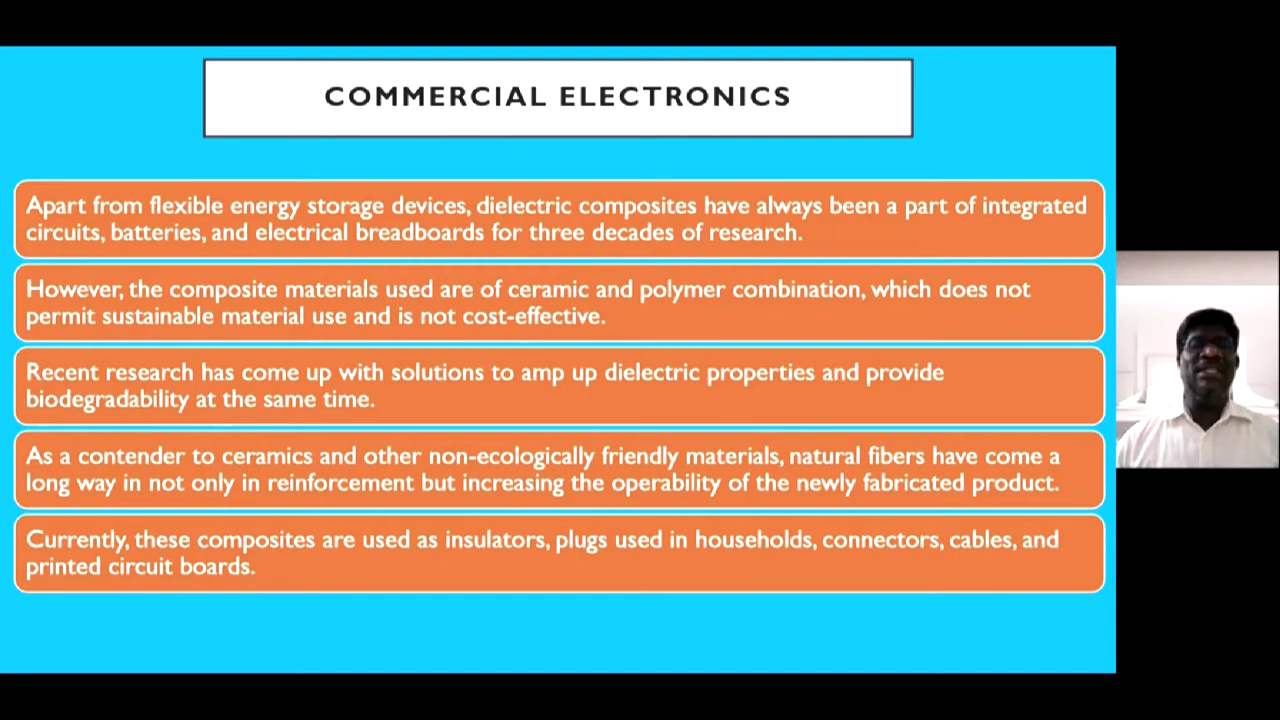 COMMERCIAL ELECTRONICS
Apart from flexible energy storage devices, dielectric composites have always been a part of integrated
circuits, batteries, and electrical breadboards for three decades of research.
However, the composite materials used are of ceramic and polymer combination, which does not
permit sustainable material use and is not cost-effective.
Recent research has come up with solutions to amp up dielectric properties and provide
biodegradability at the same time.
As a contender to ceramics and other non-ecologically friendly materials, natural fibers have come a
long way in not only in reinforcement but increasing the operability of the newly fabricated product.
Currently, these composites are used as insulators, plugs used in households, connectors, cables, and
printed circuit boards.